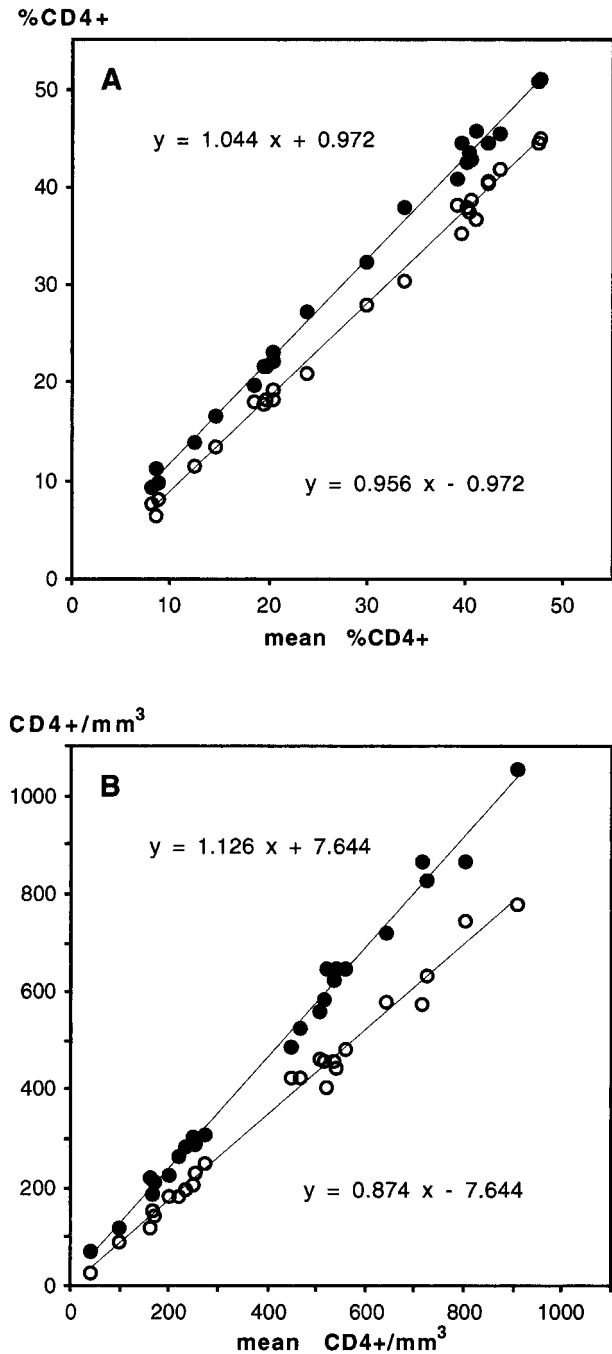 %CD4+
A
50
y = 1.044 x + 0.972
40
30
20
10
y = 0.956 x - 0.972
0
0 10 20 30 40 50
mean %CD4+
CD4+/mm³
B
1000
y = 1.126 x + 7.644
800
600
400
200
y = 0.874 x - 7.644
0
0 200 400 600 800 1000
mean CD4+/mm³